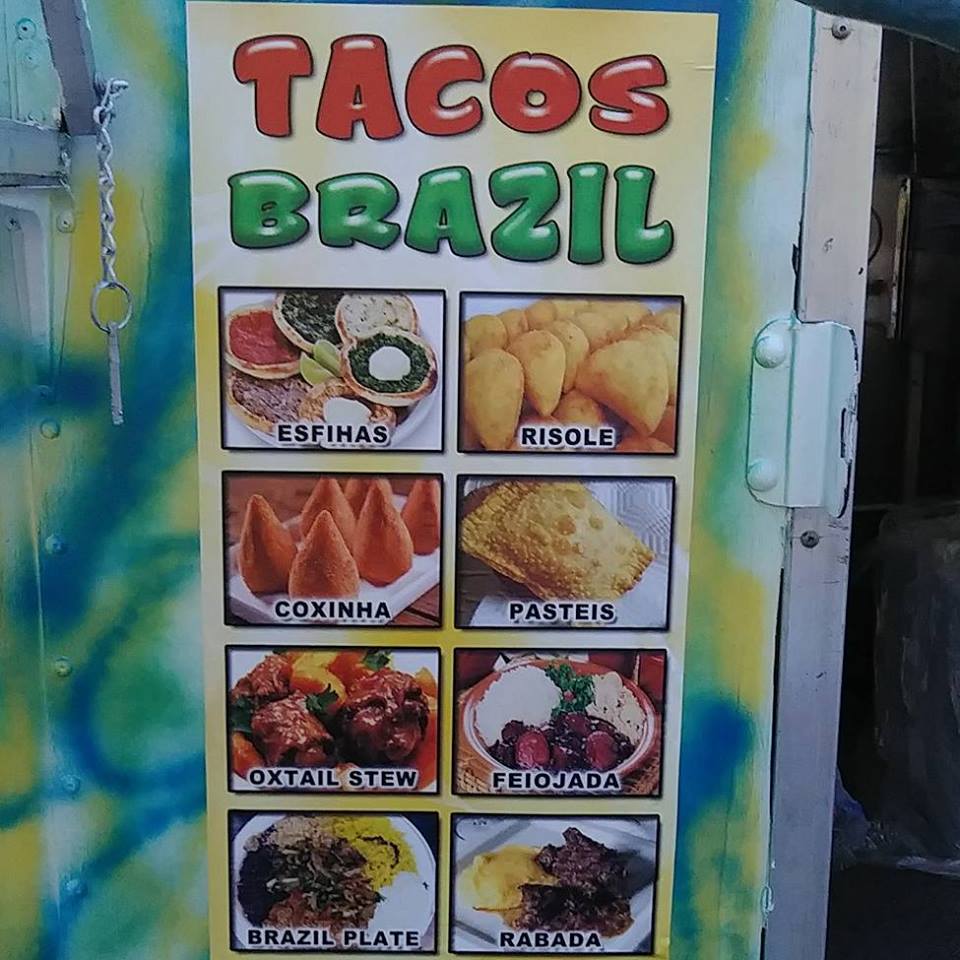 TACOS
BRAZIL
ESFIHAS
RISOLE
COXINHA
PASTEIS
OXTAIL STEW
FEIOJADA
BRAZIL PLATE
RABADA